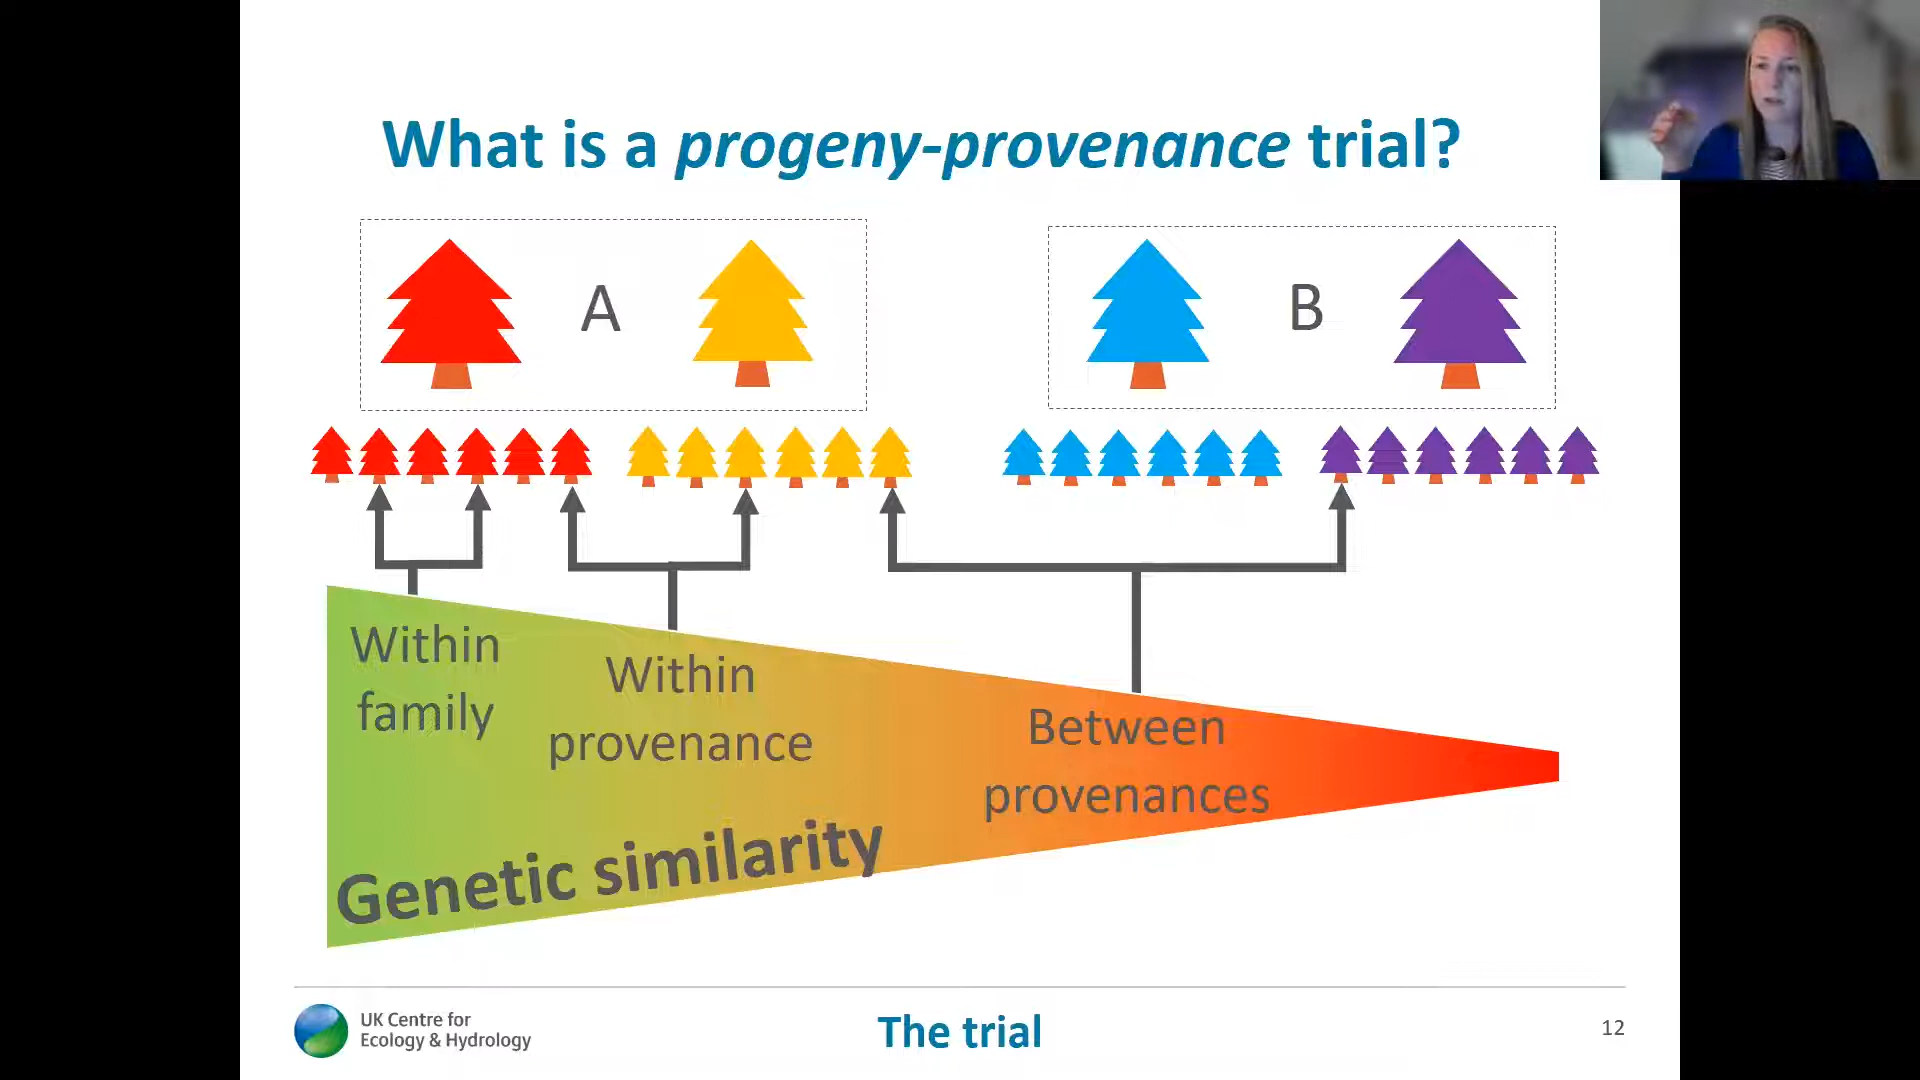 What is a progeny-provenance trial?
A
B
Within
family
Within
provenance
Between
provenances
Genetic similarity
UK Centre for
Ecology & Hydrology
The trial
12